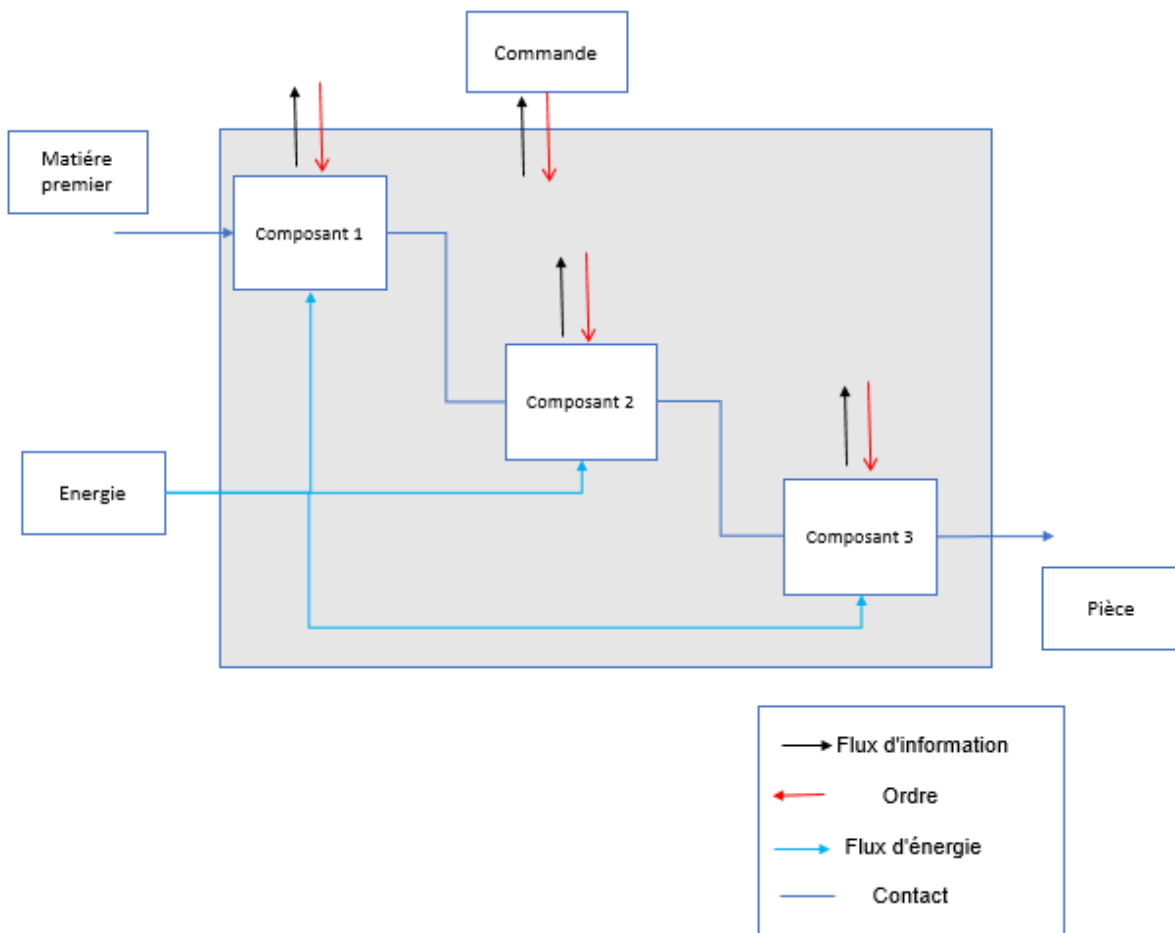 Commande
Matiére
premier
Composant 1
Composant 2
Energie
Composant 3
Pièce
Flux d'information
Ordre
Flux d'énergie
Contact